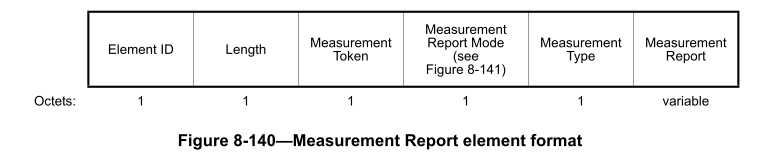 Element ID
Length
Measurement
Token
Measurement
Report Mode
(see
Figure 8-141)
Measurement
Type
Measurement
Report
Octets: 1 1 1 1 1 variable
Figure 8-140—Measurement Report element format